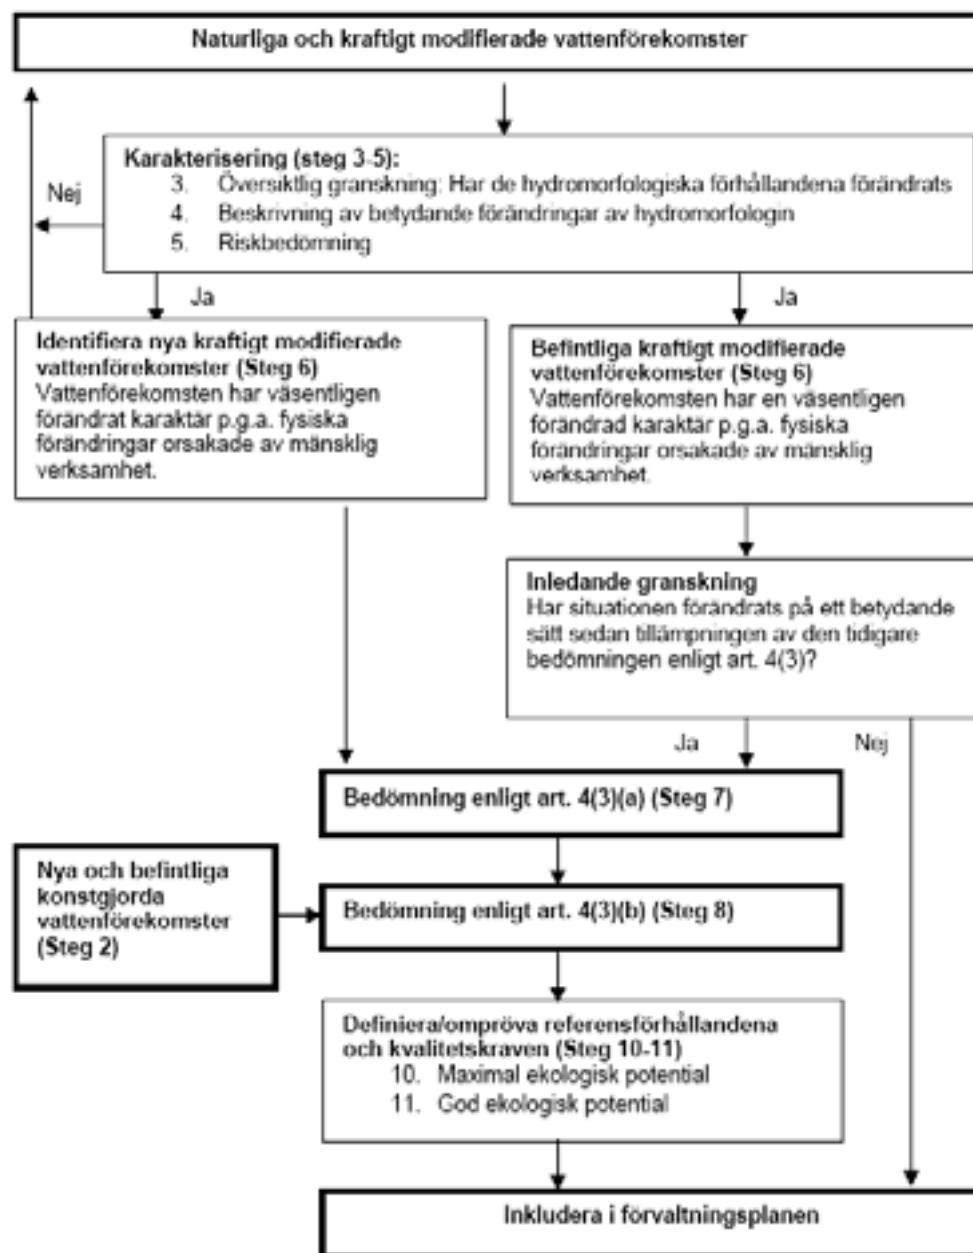 Naturliga och kraftigt modifierade vattenförekomster
Karakterisering (steg 3-5):
3. Översiktlig granskning: Har de hydromorfologiska förhållandena förändrats
4. Beskrivning av betydande förändringar av hydromorfologin
5. Riskbedömning
Nej
Ja
Ja
Identifiera nya kraftigt modifierade
vattenförekomster (Steg 6)
Vattenförekomsten har väsentligen
förändrat karaktär p.g.a. fysiska
förändringar orsakade av mänsklig
verksamhet.
Befintliga kraftigt modifierade
vattenförekomster (Steg 6)
Vattenförekomsten har en väsentligen
förändrad karaktär p.g.a. fysiska
förändringar orsakade av mänsklig
verksamhet.
Inledande granskning
Har situationen förändrats på ett betydande
sätt sedan tillämpningen av den tidigare
bedömningen enligt art. 4(3)?
Ja
Nej
Bedömning enligt art. 4(3)(a) (Steg 7)
Nya och befintliga
konstgjorda
vattenförekomster
(Steg 2)
Bedömning enligt art. 4(3)(b) (Steg 8)
Definiera/ompröva referensförhållandena
och kvalitetskraven (Steg 10-11)
10. Maximal ekologisk potential
11. God ekologisk potential
Inkludera i förvaltningsplanen